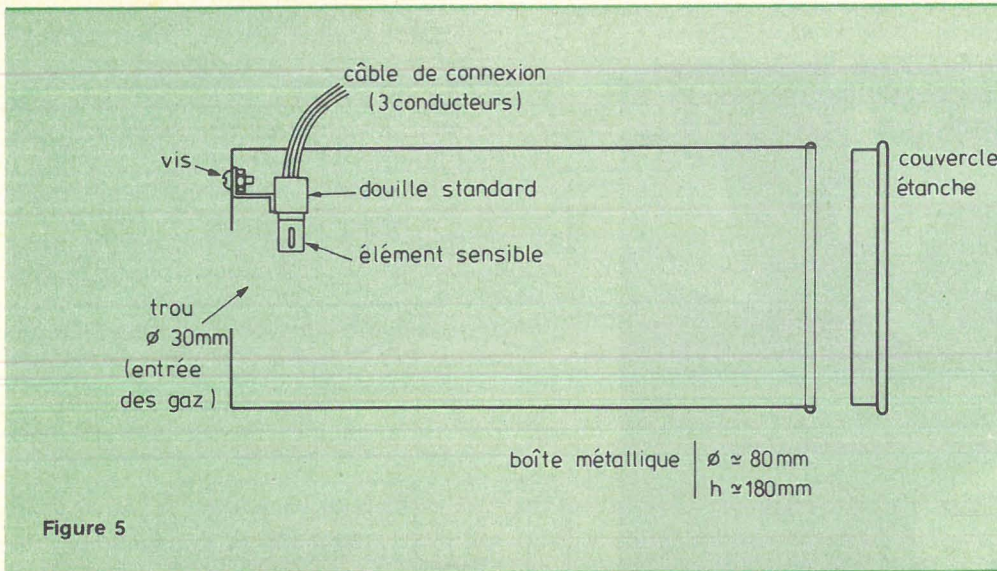 câble de connexion
(3 conducteurs)
vis
douille standard
couvercle
étanche
élément sensible
trou
ø 30mm
(entrée
des gaz)
boîte métallique
ø ≃ 80mm
h ≃ 180mm
Figure 5